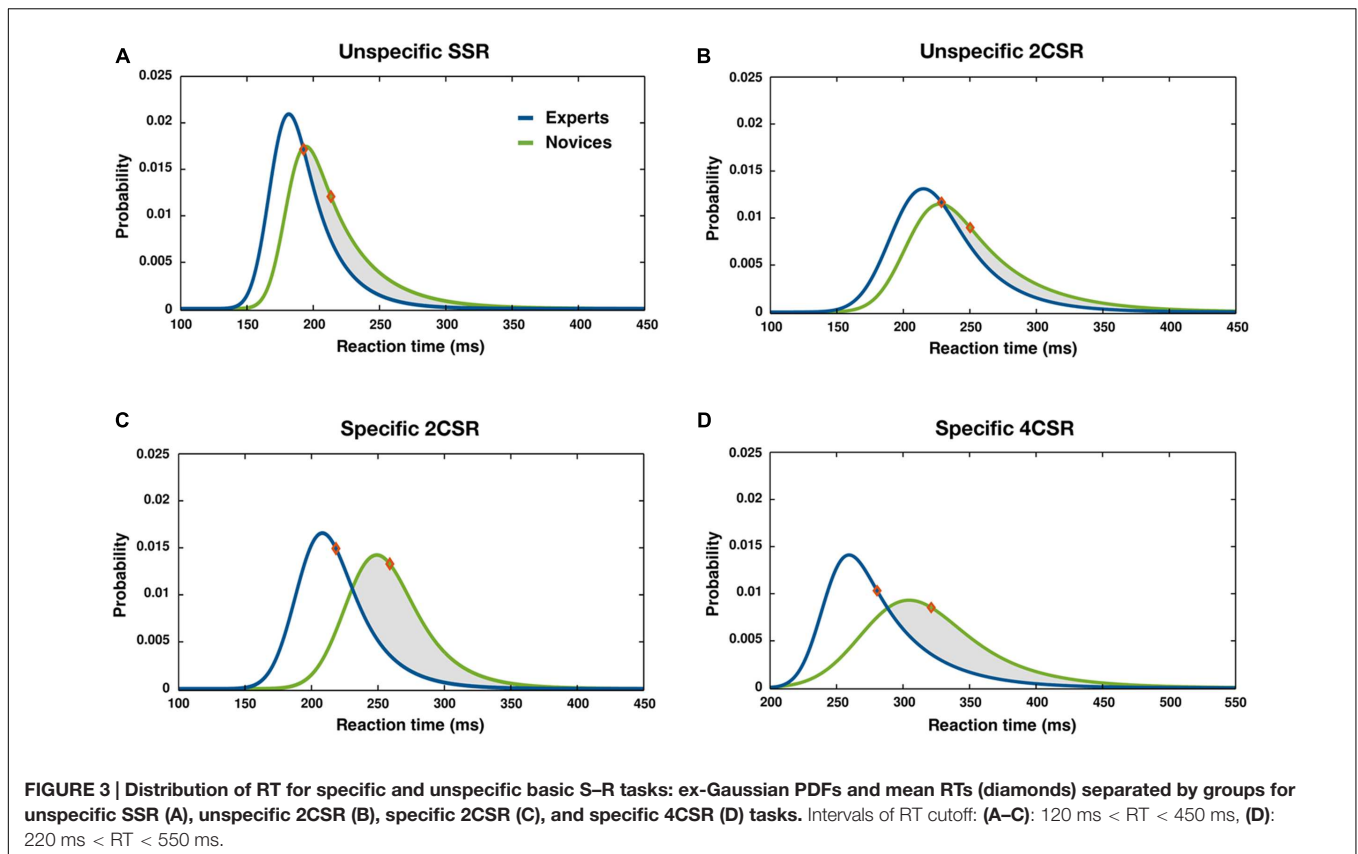 A
Unspecific SSR
0.025
0.02
0.015
0.01
0.005
0
Probability
100 150 200 250 300 350 400 450
Reaction time (ms)
Experts
Novices
B
Unspecific 2CSR
0.025
0.02
0.015
0.01
0.005
0
Probability
100 150 200 250 300 350 400 450
Reaction time (ms)
C
Specific 2CSR
0.025
0.02
0.015
0.01
0.005
0
Probability
100 150 200 250 300 350 400 450
Reaction time (ms)
D
Specific 4CSR
0.025
0.02
0.015
0.01
0.005
0
Probability
200 250 300 350 400 450 500 550
Reaction time (ms)
FIGURE 3 | Distribution of RT for specific and unspecific basic S–R tasks: ex-Gaussian PDFs and mean RTs (diamonds) separated by groups for
unspecific SSR (A), unspecific 2CSR (B), specific 2CSR (C), and specific 4CSR (D) tasks. Intervals of RT cutoff: (A–C): 120 ms < RT < 450 ms, (D):
220 ms < RT < 550 ms.